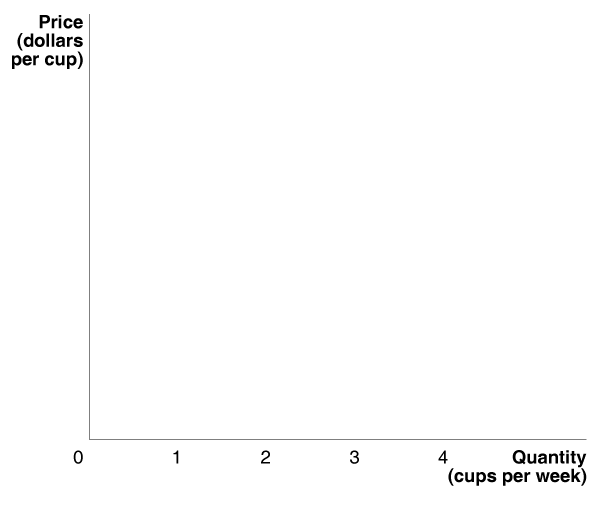 Price
(dollars
per cup)
0 1 2 3 4 Quantity
(cups per week)